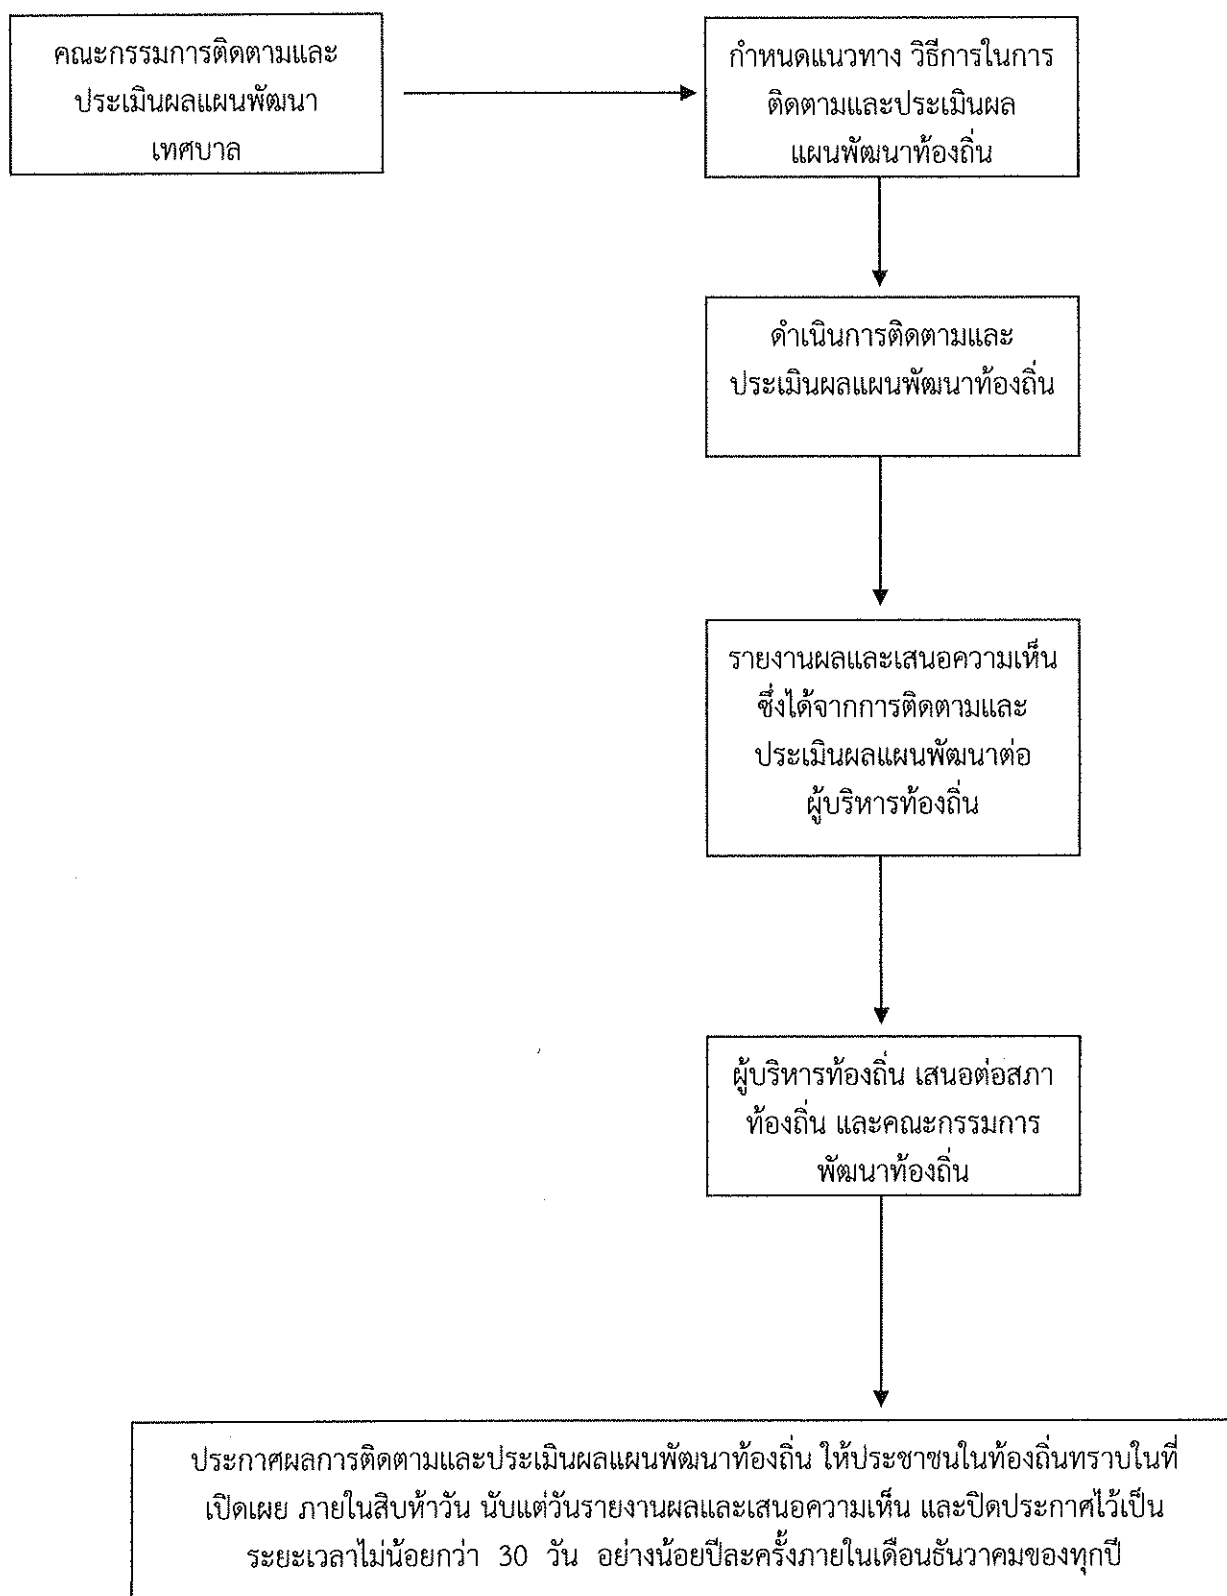 คณะกรรมการติดตามและ
ประเมินผลแผนพัฒนา
เทศบาล
กำหนดแนวทาง วิธีการในการ
ติดตามและประเมินผล
แผนพัฒนาท้องถิ่น
ดำเนินการติดตามและ
ประเมินผลแผนพัฒนาท้องถิ่น
รายงานผลและเสนอความเห็น
ซึ่งได้จากการติดตามและ
ประเมินผลแผนพัฒนาต่อ
ผู้บริหารท้องถิ่น
ผู้บริหารท้องถิ่น เสนอต่อสภา
ท้องถิ่น และคณะกรรมการ
พัฒนาท้องถิ่น
ประกาศผลการติดตามและประเมินผลแผนพัฒนาท้องถิ่น ให้ประชาชนในท้องถิ่นทราบในที่
เปิดเผย ภายในสิบห้าวัน นับแต่วันรายงานผลและเสนอความเห็น และปิดประกาศไว้เป็น
ระยะเวลาไม่น้อยกว่า 30 วัน อย่างน้อยปีละครั้งภายในเดือนธันวาคมของทุกปี